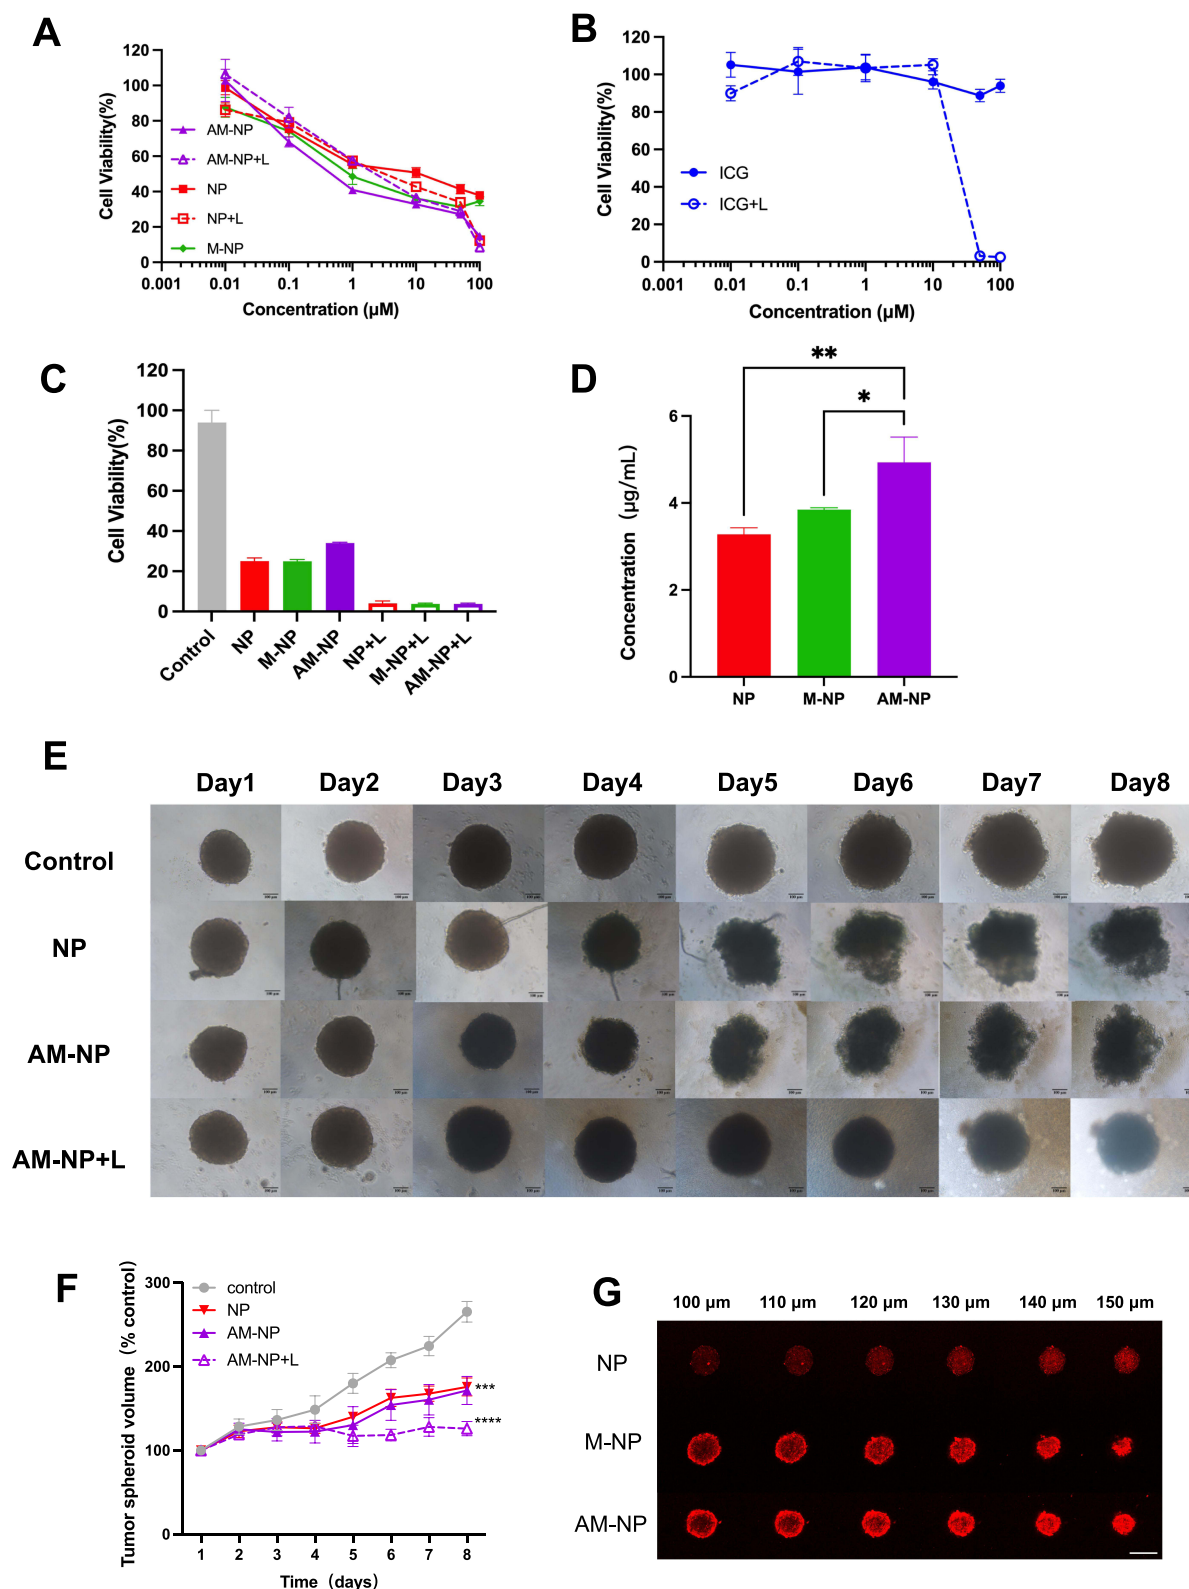 A
Cell Viability(%)
120
100
80
60
40
20
0
AM-NP
AM-NP+L
NP
NP+L
M-NP
0.001 0.01 0.1 1 10 100
Concentration (µM)
B
Cell Viability(%)
120
100
80
60
40
20
0
ICG
ICG+L
0.001 0.01 0.1 1 10 100
Concentration (µM)
C
Cell Viability(%)
120
100
80
60
40
20
0
Control NP M-NP AM-NP NP+L M-NP+L AM-NP+L
D
Concentration (µg/mL)
**
*
6
4
2
0
NP M-NP AM-NP
E
Day1 Day2 Day3 Day4 Day5 Day6 Day7 Day8
Control
NP
AM-NP
AM-NP+L
F
Tumor spheroid volume (% control)
300
200
100
0
control
NP
AM-NP
AM-NP+L
***
****
1 2 3 4 5 6 7 8
Time (days)
G
100 µm 110 µm 120 µm 130 µm 140 µm 150 µm
NP
M-NP
AM-NP